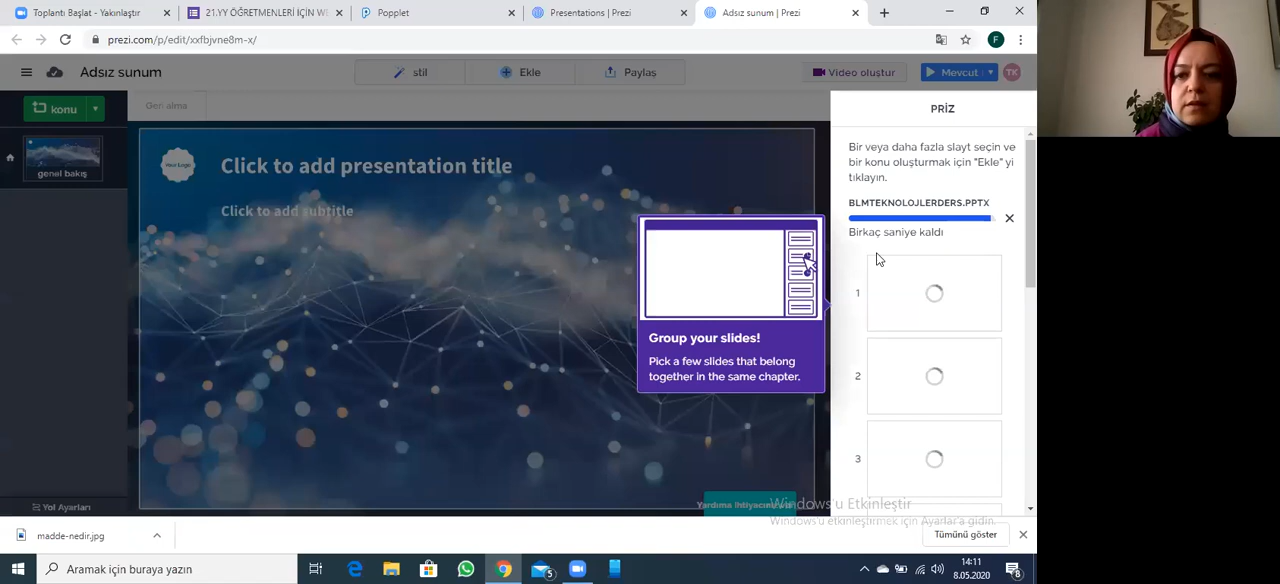 Toplantı Başlat - Yakınlaştır
21.YY ÖĞRETMENLERİ İÇİN W
Popplet
Presentations | Prezi
Adsız sunum | Prezi
prezi.com/p/edit/xxfbjvne8m-x/
F
Adsız sunum
stil
Ekle
Paylaş
Video oluştur
Mevcut
TK
konu
Geri alma
genel bakış
Your Logo
Click to add presentation title
Click to add subtitle
Group your slides!
Pick a few slides that belong
together in the same chapter.
PRİZ
Bir veya daha fazla slayt seçin ve
bir konu oluşturmak için "Ekle" yi
tıklayın.
BLMTEKNOLOJLERDERS.PPTX
Birkaç saniye kaldı
1
2
3
Yol Ayarları
Windows'u Etkinleştir
Windows'u etkinleştirmek için Ayarlar'a gidin.
madde-nedir.jpg
Tümünü göster
Aramak için buraya yazın
5
14:11
8.05.2020
8